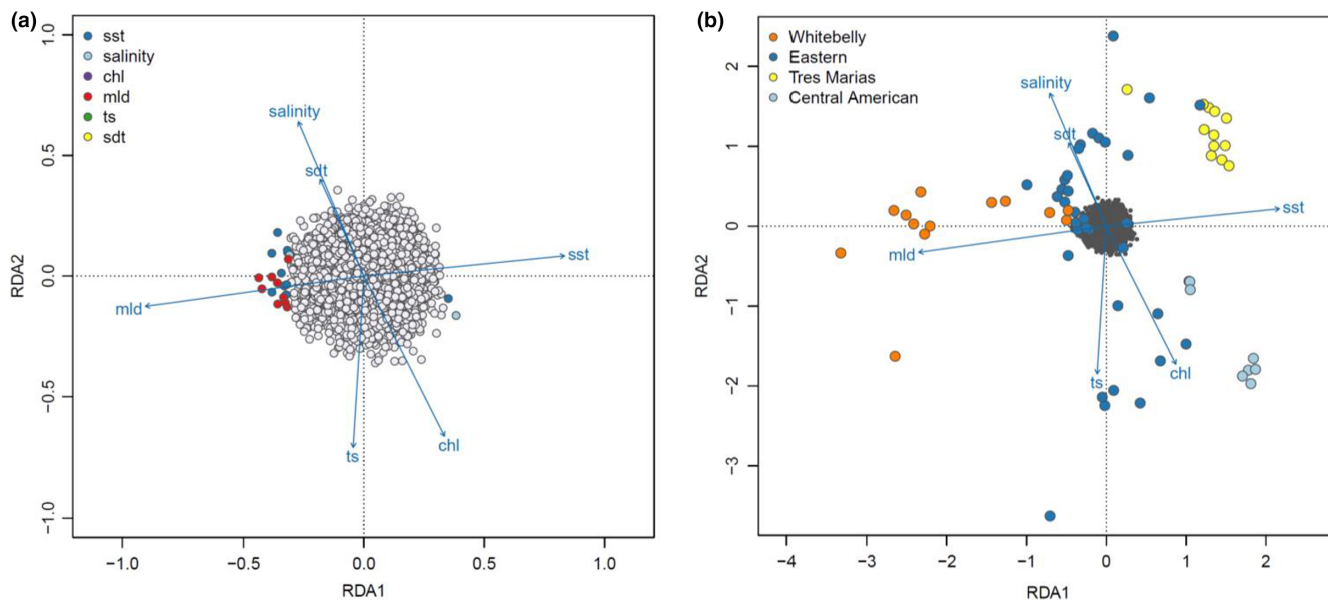 (a)
1.0
0.5
0.0
−0.5
−1.0
RDA2
sst
salinity
chl
mld
ts
sdt
salinity
sdt
sst
mld
ts
chl
−1.0 −0.5 0.0 0.5 1.0
RDA1
(b)
2
1
0
−1
−2
−3
RDA2
Whitebelly
Eastern
Tres Marias
Central American
salinity
sdt
sst
mld
ts
chl
−4 −3 −2 −1 0 1 2
RDA1